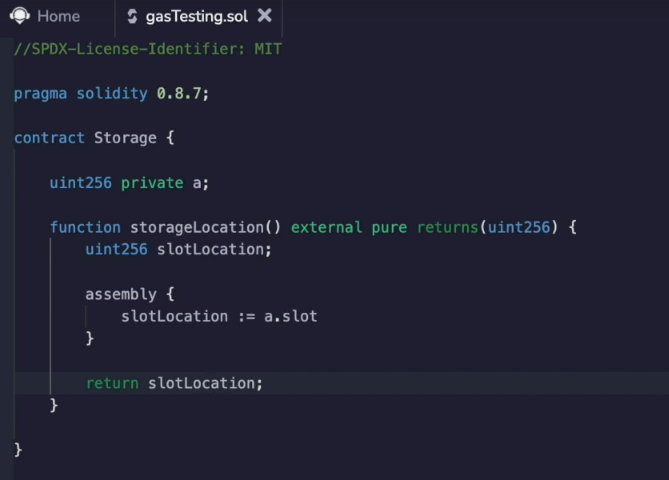 Home gasTesting.sol
//SPDX-License-Identifier: MIT
pragma solidity 0.8.7;
contract Storage {
uint256 private a;
function storageLocation() external pure returns(uint256) {
uint256 slotLocation;
assembly {
slotLocation := a.slot
}
return slotLocation;
}
}